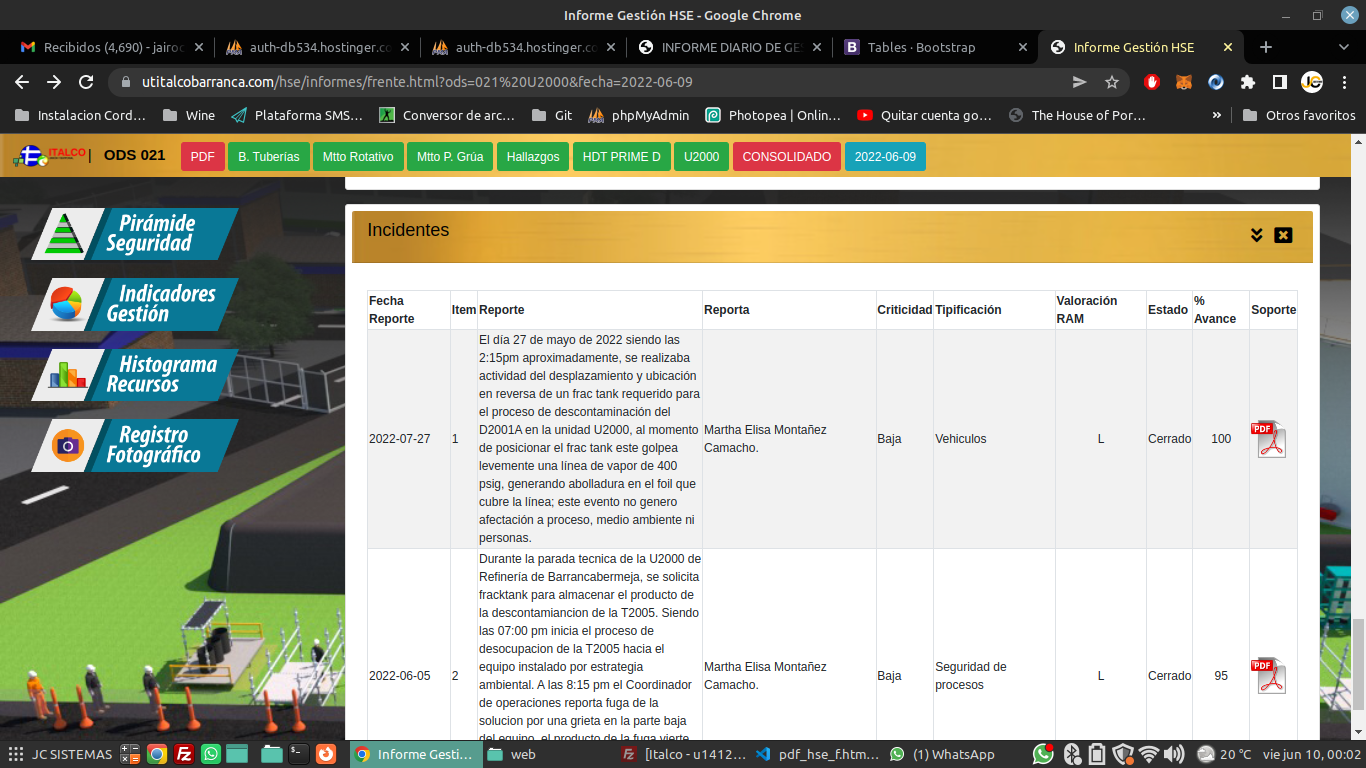 Informe Gestión HSE - Google Chrome
Recibidos (4,690) - jairoc
auth-db534.hostinger.co
auth-db534.hostinger.co
INFORME DIARIO DE GES
Tables · Bootstrap
Informe Gestión HSE
utitalcobarranca.com/hse/informes/frente.html?ods=021%20U2000&fecha=2022-06-09
Instalacion Cord…
Wine
Plataforma SMS…
Conversor de arc…
Git
phpMyAdmin
Photopea | Onlin…
Quitar cuenta go…
The House of Por…
»
Otros favoritos
ITALCO | ODS 021
PDF
B. Tuberías
Mtto Rotativo
Mtto P. Grúa
Hallazgos
HDT PRIME D
U2000
CONSOLIDADO
2022-06-09
Pirámide
Seguridad
Indicadores
Gestión
Histograma
Recursos
Registro
Fotográfico
Incidentes
Fecha
Reporte
Item
Reporte
Reporta
Criticidad
Tipificación
Valoración
RAM
Estado
%
Avance
Soporte
2022-07-27
1
El día 27 de mayo de 2022 siendo las
2:15pm aproximadamente, se realizaba
actividad del desplazamiento y ubicación
en reversa de un frac tank requerido para
el proceso de descontaminación del
D2001A en la unidad U2000, al momento
de posicionar el frac tank este golpea
levemente una línea de vapor de 400
psig, generando abolladura en el foil que
cubre la línea; este evento no genero
afectación a proceso, medio ambiente ni
personas.
Martha Elisa Montañez
Camacho.
Baja
Vehiculos
L
Cerrado
100
PDF
2022-06-05
2
Durante la parada tecnica de la U2000 de
Refinería de Barrancabermeja, se solicita
fracktank para almacenar el producto de
la descontamiancion de la T2005. Siendo
las 07:00 pm inicia el proceso de
desocupacion de la T2005 hacia el
equipo instalado por estrategia
ambiental. A las 8:15 pm el Coordinador
de operaciones reporta fuga de la
solucion por una grieta en la parte baja
del equipo, el producto de la fuga vierte
Martha Elisa Montañez
Camacho.
Baja
Seguridad de
procesos
L
Cerrado
95
PDF
JC SISTEMAS
Informe Gesti…
web
[Italco - u1412…
pdf_hse_f.htm…
(1) WhatsApp
20 °C
vie jun 10, 00:02